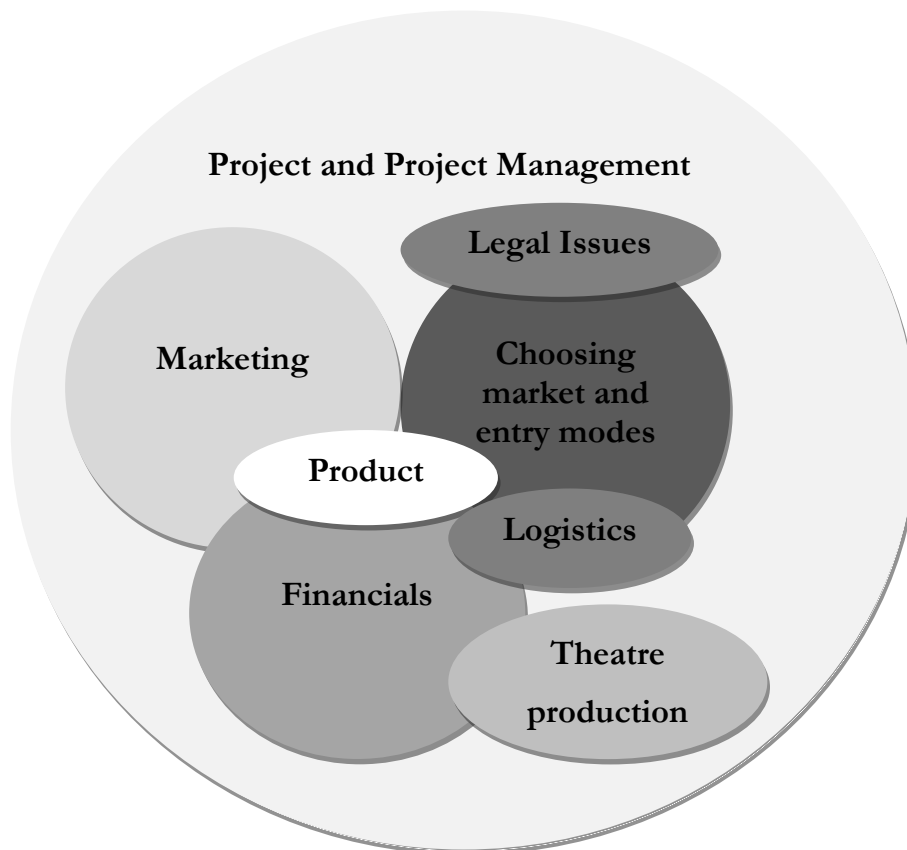 Project and Project Management
Legal Issues
Marketing
Choosing
market and
entry modes
Product
Logistics
Financials
Theatre
production